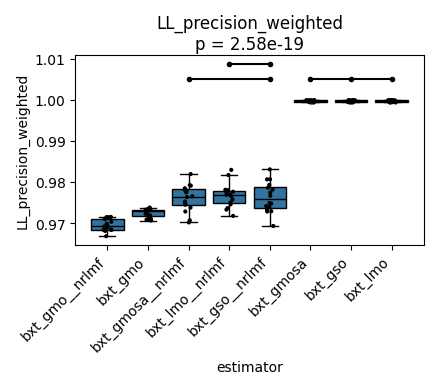 LL_precision_weighted
p = 2.58e-19
LL_precision_weighted
1.01
1.00
0.99
0.98
0.97
bxt_gmo__nrlmf
bxt_gmo
bxt_gmosa__nrlmf
bxt_lmo__nrlmf
bxt_gso__nrlmf
bxt_gmosa
bxt_gso
bxt_lmo
estimator